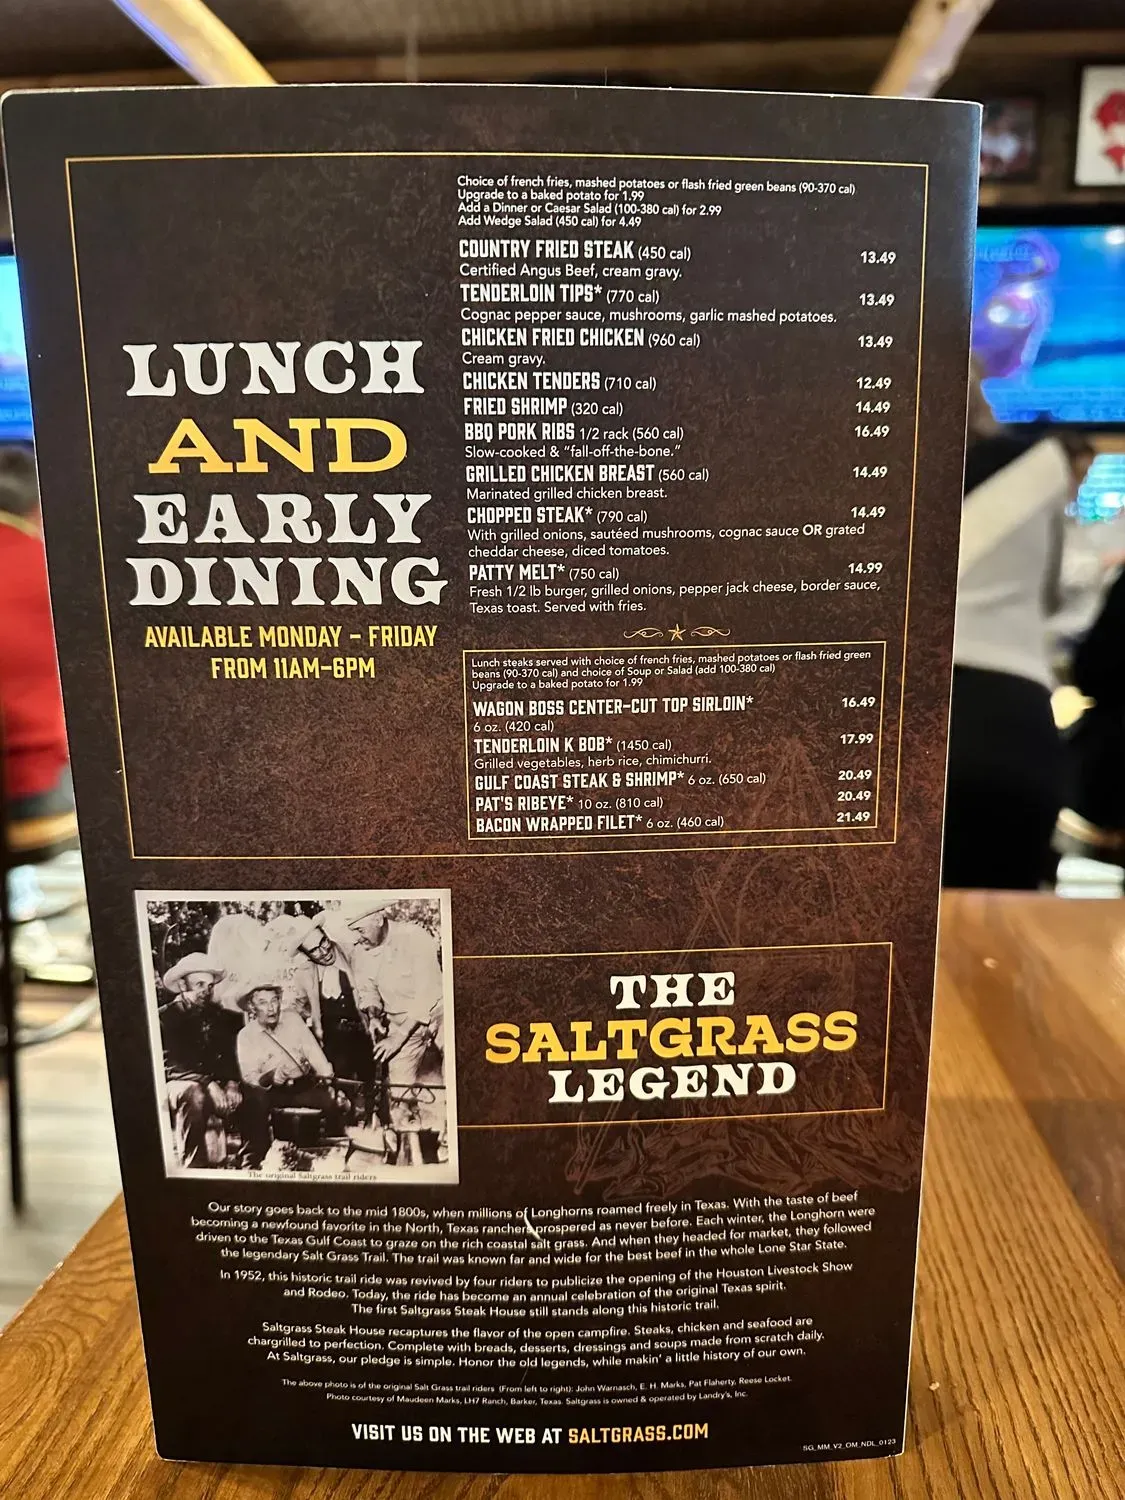 LUNCH
AND
EARLY
DINING
AVAILABLE MONDAY – FRIDAY
FROM 11AM–6PM
Choice of french fries, mashed potatoes or flash fried green beans (90-370 cal)
Upgrade to a baked potato for 1.99
Add a Dinner or Caesar Salad (100-380 cal) for 2.99
Add Wedge Salad (450 cal) for 4.49
COUNTRY FRIED STEAK (450 cal) 13.49
Certified Angus Beef, cream gravy.
TENDERLOIN TIPS* (770 cal) 13.49
Cognac pepper sauce, mushrooms, garlic mashed potatoes.
CHICKEN FRIED CHICKEN (960 cal) 13.49
Cream gravy.
CHICKEN TENDERS (710 cal) 12.49
FRIED SHRIMP (320 cal) 14.49
BBQ PORK RIBS 1/2 rack (560 cal) 16.49
Slow-cooked & “fall-off-the-bone.”
GRILLED CHICKEN BREAST (560 cal) 14.49
Marinated grilled chicken breast.
CHOPPED STEAK* (790 cal) 14.49
With grilled onions, sautéed mushrooms, cognac sauce OR grated
cheddar cheese, diced tomatoes.
PATTY MELT* (750 cal) 14.99
Fresh 1/2 lb burger, grilled onions, pepper jack cheese, border sauce,
Texas toast. Served with fries.
Lunch steaks served with choice of french fries, mashed potatoes or flash fried green
beans (90-370 cal) and choice of Soup or Salad (add 100-380 cal)
Upgrade to a baked potato for 1.99
WAGON BOSS CENTER-CUT TOP SIRLOIN* 16.49
6 oz. (420 cal)
TENDERLOIN K BOB* (1450 cal) 17.99
Grilled vegetables, herb rice, chimichurri.
GULF COAST STEAK & SHRIMP* 6 oz. (650 cal) 20.49
PAT'S RIBEYE* 10 oz. (810 cal) 20.49
BACON WRAPPED FILET* 6 oz. (460 cal) 21.49
The original Saltgrass trail riders
THE
SALTGRASS
LEGEND
Our story goes back to the mid 1800s, when millions of Longhorns roamed freely in Texas. With the taste of beef
becoming a newfound favorite in the North, Texas ranchers prospered as never before. Each winter, the Longhorn were
driven to the Texas Gulf Coast to graze on the rich coastal salt grass. And when they headed for market, they followed
the legendary Salt Grass Trail. The trail was known far and wide for the best beef in the whole Lone Star State.
In 1952, this historic trail ride was revived by four riders to publicize the opening of the Houston Livestock Show
and Rodeo. Today, the ride has become an annual celebration of the original Texas spirit.
The first Saltgrass Steak House still stands along this historic trail.
Saltgrass Steak House recaptures the flavor of the open campfire. Steaks, chicken and seafood are
chargrilled to perfection. Complete with breads, desserts, dressings and soups made from scratch daily.
At Saltgrass, our pledge is simple. Honor the old legends, while makin' a little history of our own.
The above photo is of the original Salt Grass trail riders (From left to right): John Warnasch, E. H. Marks, Pat Flaherty, Reese Locket.
Photo courtesy of Maudeen Marks, LH7 Ranch, Barker, Texas. Saltgrass is owned & operated by Landry's, Inc.
VISIT US ON THE WEB AT SALTGRASS.COM
SG_MM_V2_OM_NDL_0123